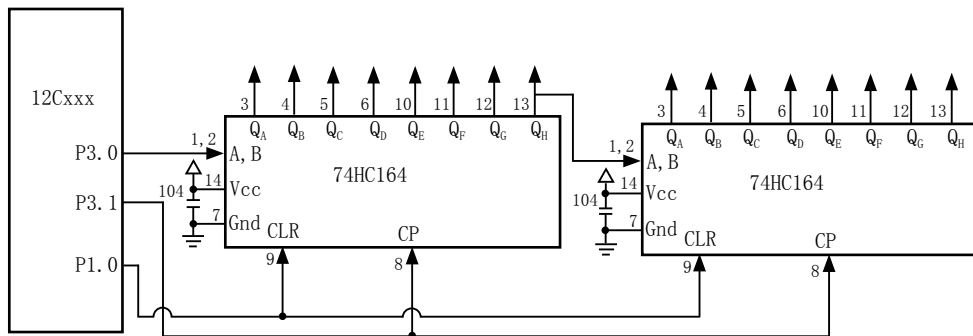 12Cxxx
P3.0
P3.1
P1.0
3 4 5 6 10 11 12 13
QA QB QC QD QE QF QG QH
1,2
A,B
74HC164
14
Vcc
104
7
Gnd
CLR
CP
9
8
3 4 5 6 10 11 12 13
QA QB QC QD QE QF QG QH
1,2
A,B
74HC164
14
Vcc
104
7
Gnd
CLR
CP
9
8